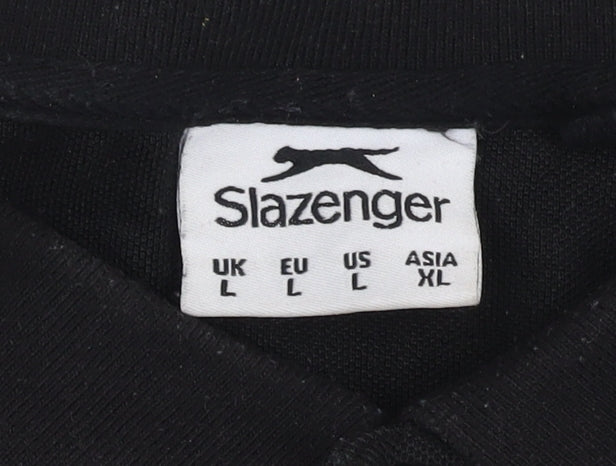 Slazenger
UK EU US ASIA
L L L XL